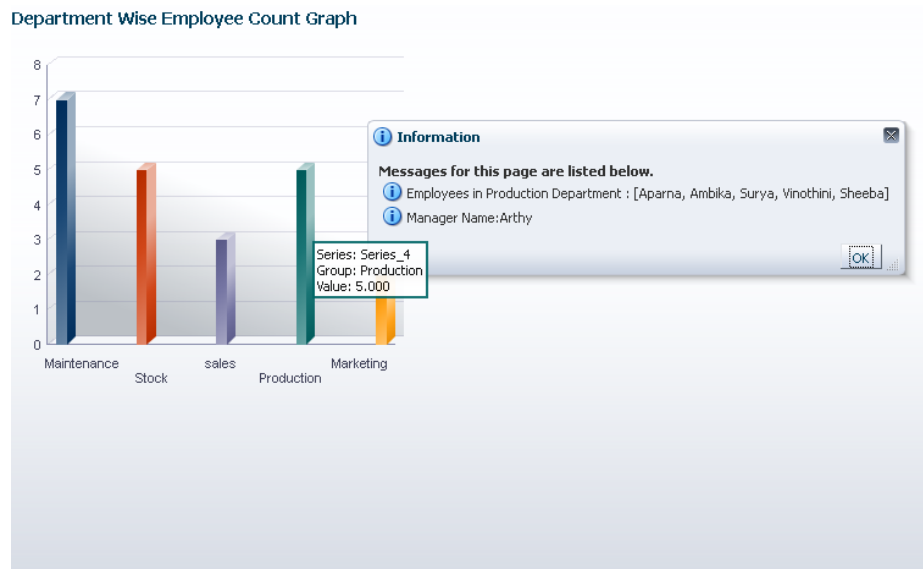 Department Wise Employee Count Graph
8
7
6
5
4
3
2
1
0
Maintenance
Stock
sales
Production
Marketing
Series: Series_4
Group: Production
Value: 5.000
Information
Messages for this page are listed below.
Employees in Production Department : [Aparna, Ambika, Surya, Vinothini, Sheeba]
Manager Name:Arthy
OK